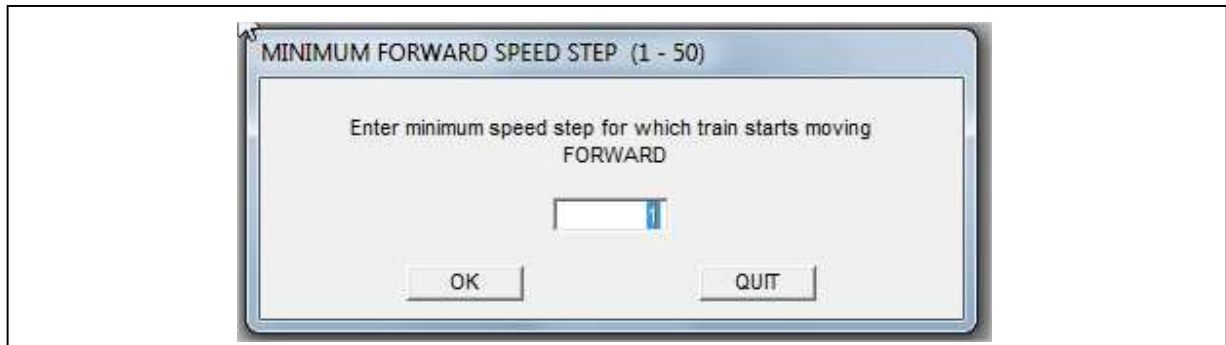 MINIMUM FORWARD SPEED STEP (1 - 50)
Enter minimum speed step for which train starts moving
FORWARD
1
OK QUIT